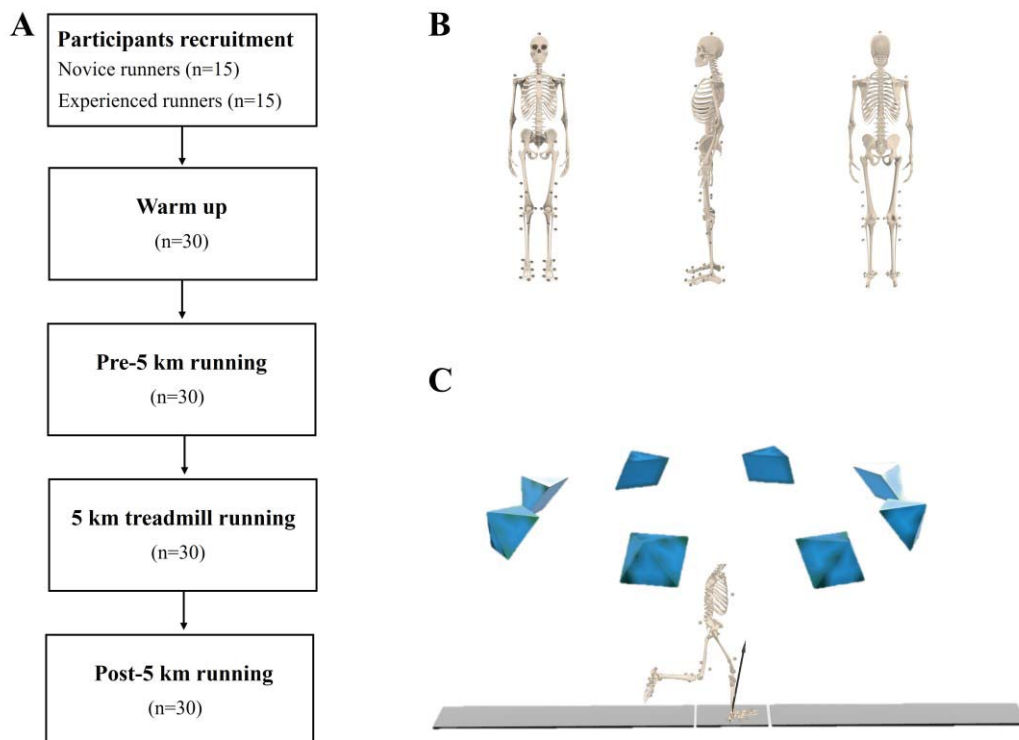 A
Participants recruitment
Novice runners (n=15)
Experienced runners (n=15)
Warm up
(n=30)
Pre-5 km running
(n=30)
5 km treadmill running
(n=30)
Post-5 km running
(n=30)
B
C